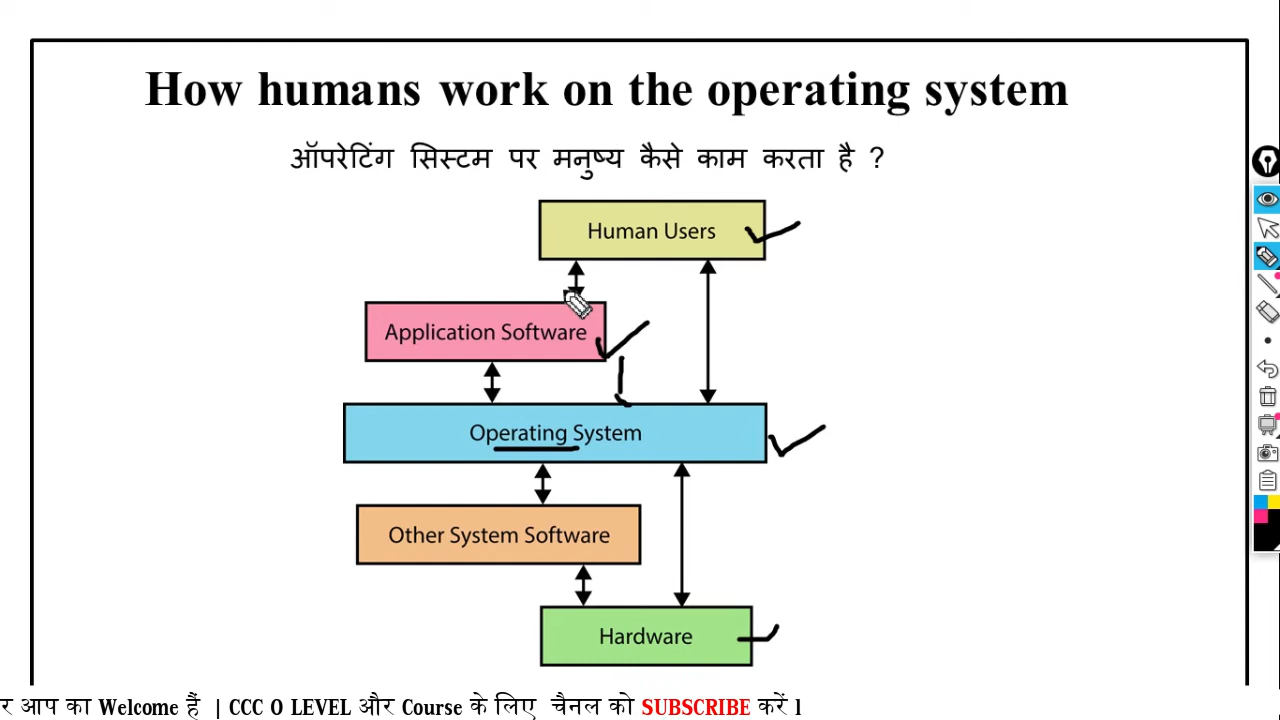 How humans work on the operating system
ऑपरेटिंग सिस्टम पर मनुष्य कैसे काम करता है ?
Human Users
Application Software
Operating System
Other System Software
Hardware
र आप का Welcome हैं | CCC O LEVEL और Course के लिए चैनल को SUBSCRIBE करें l